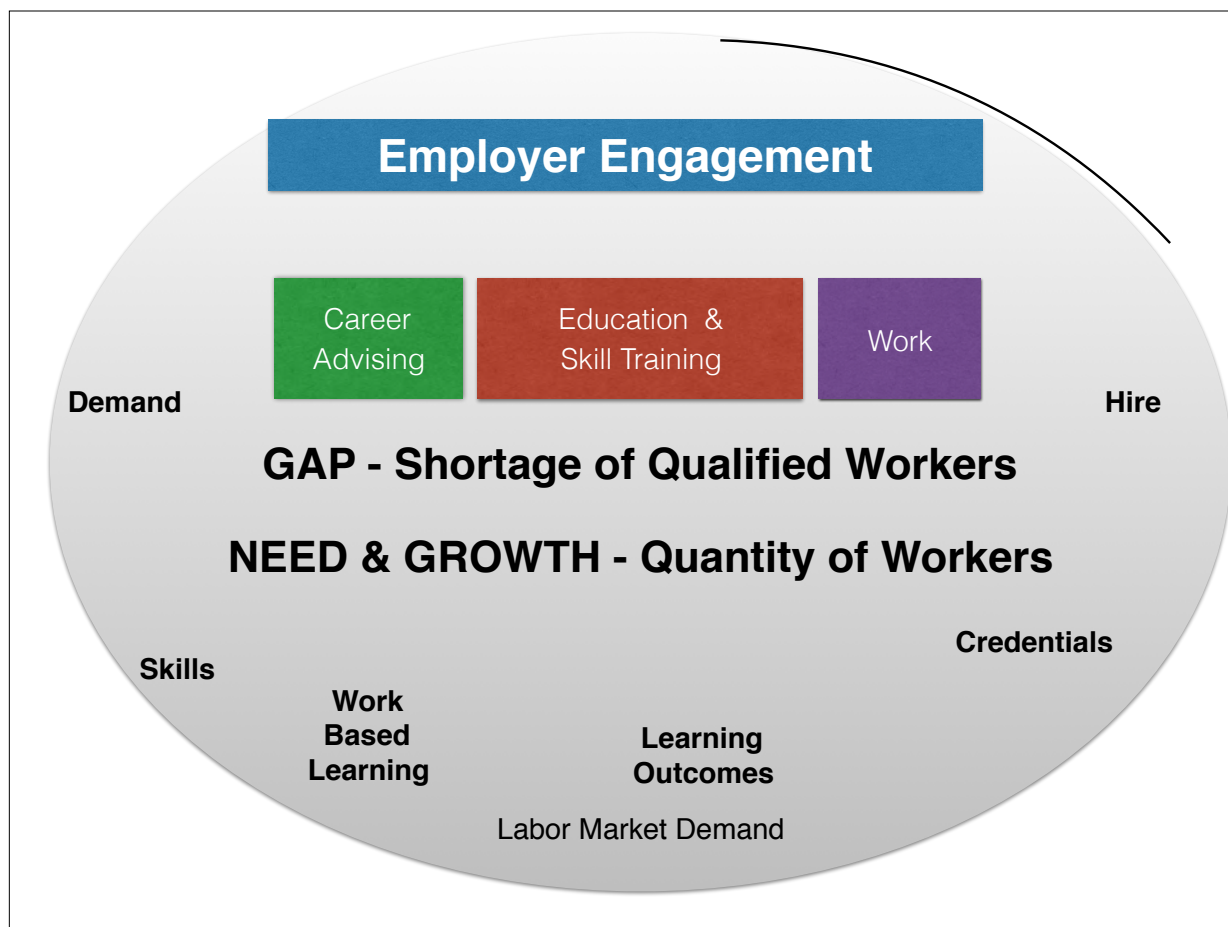 Employer Engagement
Career
Advising
Education &
Skill Training
Work
Demand
Hire
GAP - Shortage of Qualified Workers
NEED & GROWTH - Quantity of Workers
Skills
Credentials
Work
Based
Learning
Learning
Outcomes
Labor Market Demand